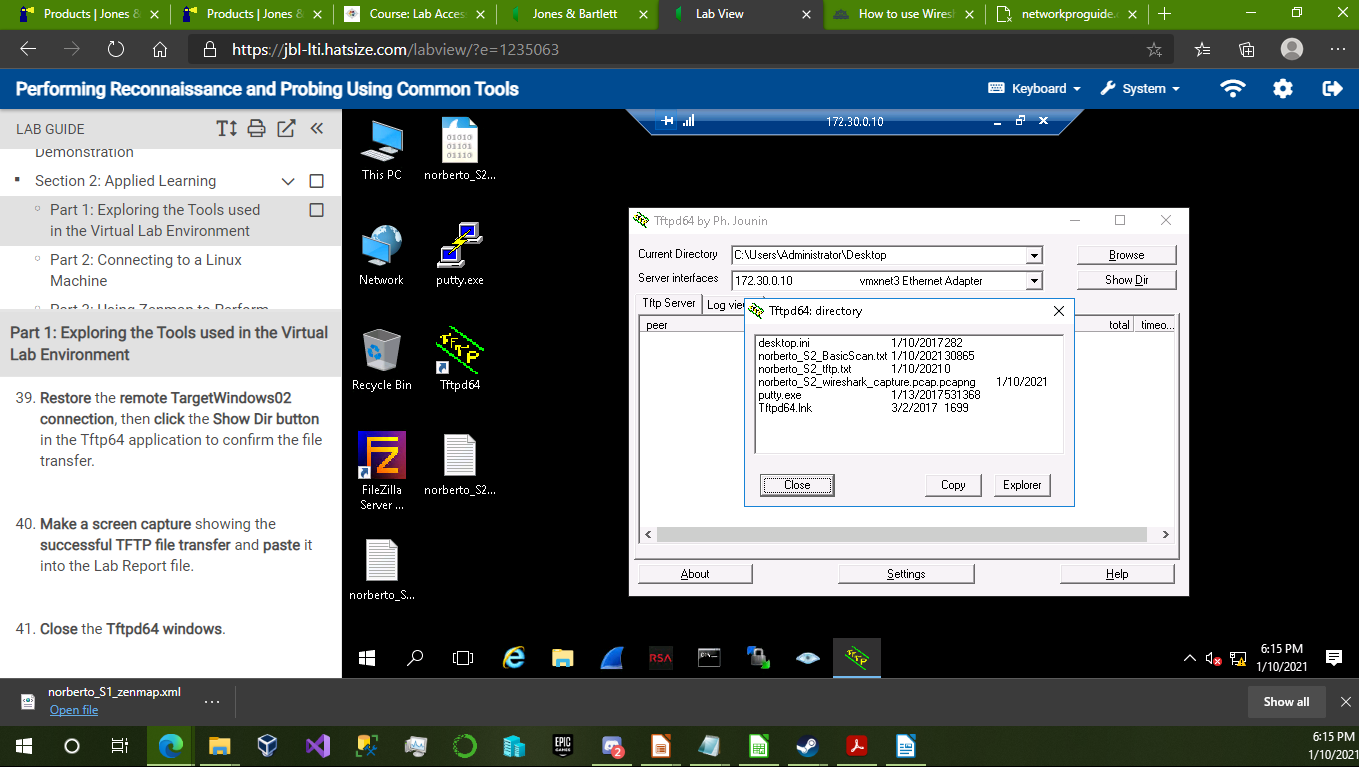 Products | Jones &
Products | Jones &
Course: Lab Acces
Jones & Bartlett
Lab View
How to use Wiresh
networkproguide.c
https://jbl-lti.hatsize.com/labview/?e=1235063
Performing Reconnaissance and Probing Using Common Tools
Keyboard
System
LAB GUIDE
Demonstration
Section 2: Applied Learning
Part 1: Exploring the Tools used
in the Virtual Lab Environment
Part 2: Connecting to a Linux
Machine
Part 3: Using Zenmap to Perform
Part 1: Exploring the Tools used in the Virtual
Lab Environment
39. Restore the remote TargetWindows02
connection, then click the Show Dir button
in the Tftp64 application to confirm the file
transfer.
40. Make a screen capture showing the
successful TFTP file transfer and paste it
into the Lab Report file.
41. Close the Tftpd64 windows.
172.30.0.10
This PC
norberto_S2...
Network
putty.exe
Recycle Bin
Tftpd64
FileZilla
Server ...
norberto_S2...
norberto_S...
Tftpd64 by Ph. Jounin
Current Directory
C:\Users\Administrator\Desktop
Browse
Server interfaces
172.30.0.10 vmxnet3 Ethernet Adapter
Show Dir
Tftp Server
Log vie
peer
total
timeo...
Tftpd64: directory
desktop.ini 1/10/2017282
norberto_S2_BasicScan.txt 1/10/202130865
norberto_S2_tftp.txt 1/10/20210
norberto_S2_wireshark_capture.pcap.pcapng 1/10/2021
putty.exe 1/13/2017531368
Tftpd64.lnk 3/2/2017 1699
Close
Copy
Explorer
About
Settings
Help
RSA
6:15 PM
1/10/2021
norberto_S1_zenmap.xml
Open file
Show all
EPIC
GAMES
2
6:15 PM
1/10/2021